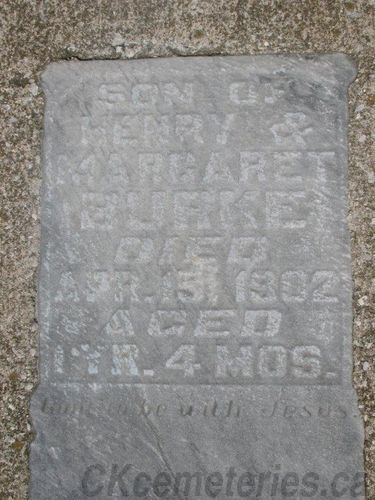 SON OF
HENRY &
MARGARET
BURKE
DIED
APR. 15, 1902
AGED
1 YR. 4 MOS.
Gone to be with Jesus.
CKcemeteries.ca